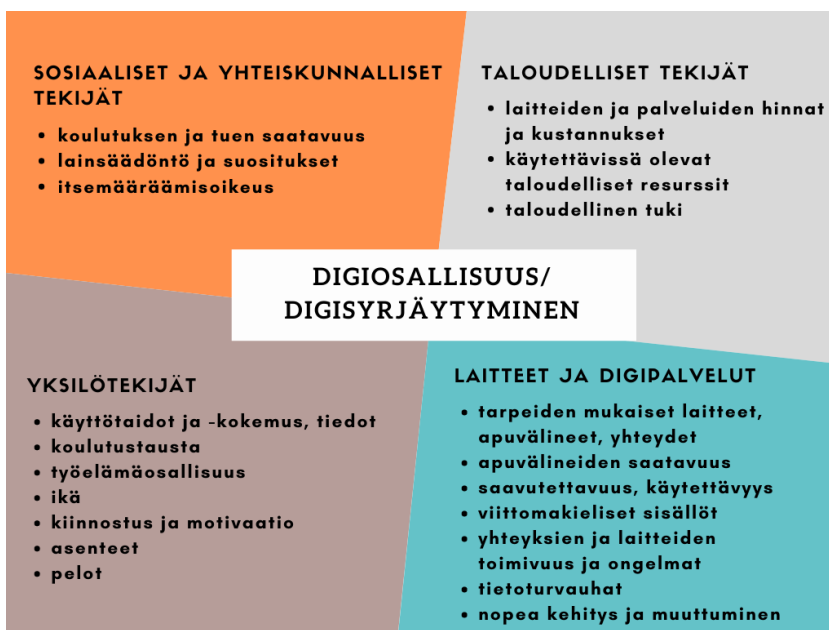 SOSIAALISET JA YHTEISKUNNALLISET
TEKIJÄT
• koulutuksen ja tuen saatavuus
• lainsäädöntö ja suositukset
• itsemääräämisoikeus
TALOUDELLISET TEKIJÄT
• laitteiden ja palveluiden hinnat
ja kustannukset
• käytettävissä olevat
taloudelliset resurssit
• taloudellinen tuki
DIGIOSALLISUUS/
DIGISYRJÄYTYMINEN
YKSILÖTEKIJÄT
• käyttötaidot ja -kokemus, tiedot
• koulutustausta
• työelämäosallisuus
• ikä
• kiinnostus ja motivaatio
• asenteet
• pelot
LAITTEET JA DIGIPALVELUT
• tarpeiden mukaiset laitteet,
apuvälineet, yhteydet
• apuvälineiden saatavuus
• saavutettavuus, käytettävyys
• viittomakieliset sisällöt
• yhteyksien ja laitteiden
toimivuus ja ongelmat
• tietoturvauhat
• nopea kehitys ja muuttuminen